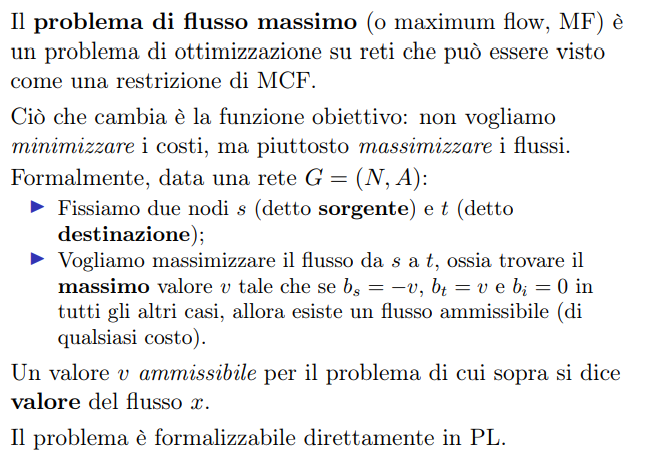 Il problema di flusso massimo (o maximum flow, MF) è
un problema di ottimizzazione su reti che può essere visto
come una restrizione di MCF.
Ciò che cambia è la funzione obiettivo: non vogliamo
minimizzare i costi, ma piuttosto massimizzare i flussi.
Formalmente, data una rete G = (N, A):
▶ Fissiamo due nodi s (detto sorgente) e t (detto
destinazione);
▶ Vogliamo massimizzare il flusso da s a t, ossia trovare il
massimo valore v tale che se bₛ = −v, bₜ = v e bᵢ = 0 in
tutti gli altri casi, allora esiste un flusso ammissibile (di
qualsiasi costo).
Un valore v ammissibile per il problema di cui sopra si dice
valore del flusso x.
Il problema è formalizzabile direttamente in PL.